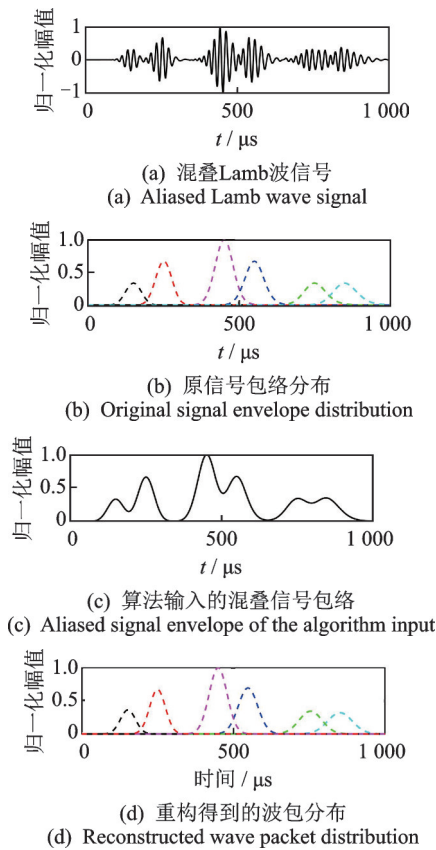 归一化幅值
1
0
−1
0 500 1 000
t / μs
(a) 混叠Lamb波信号
(a) Aliased Lamb wave signal
归一化幅值
1.0
0.5
0
0 500 1 000
t / μs
(b) 原信号包络分布
(b) Original signal envelope distribution
归一化幅值
1.0
0.5
0
0 500 1 000
t / μs
(c) 算法输入的混叠信号包络
(c) Aliased signal envelope of the algorithm input
归一化幅值
1.0
0.5
0
0 500 1 000
时间 / μs
(d) 重构得到的波包分布
(d) Reconstructed wave packet distribution